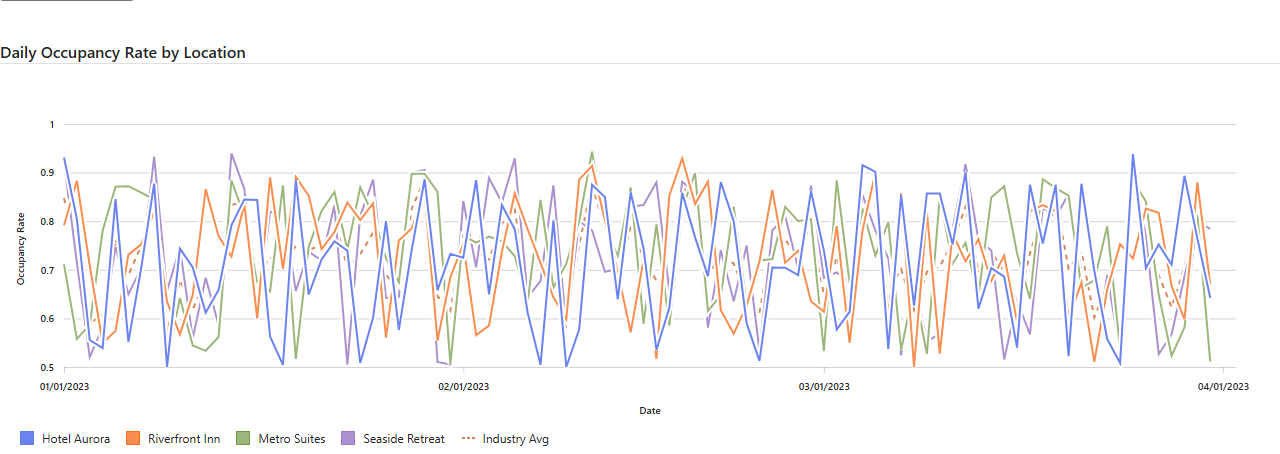 Daily Occupancy Rate by Location
1
0.9
0.8
0.7
0.6
0.5
Occupancy Rate
01/01/2023 02/01/2023 03/01/2023 04/01/2023
Date
Hotel Aurora Riverfront Inn Metro Suites Seaside Retreat Industry Avg